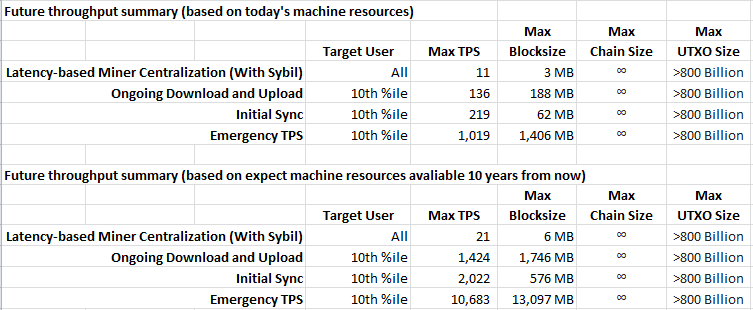 Future throughput summary (based on today's machine resources)
Max Max Max
Target User Max TPS Blocksize Chain Size UTXO Size
Latency-based Miner Centralization (With Sybil) All 11 3 MB ∞ >800 Billion
Ongoing Download and Upload 10th %ile 136 188 MB ∞ >800 Billion
Initial Sync 10th %ile 219 62 MB ∞ >800 Billion
Emergency TPS 10th %ile 1,019 1,406 MB ∞ >800 Billion
Future throughput summary (based on expect machine resources avaliable 10 years from now)
Max Max Max
Target User Max TPS Blocksize Chain Size UTXO Size
Latency-based Miner Centralization (With Sybil) All 21 6 MB ∞ >800 Billion
Ongoing Download and Upload 10th %ile 1,424 1,746 MB ∞ >800 Billion
Initial Sync 10th %ile 2,022 576 MB ∞ >800 Billion
Emergency TPS 10th %ile 10,683 13,097 MB ∞ >800 Billion